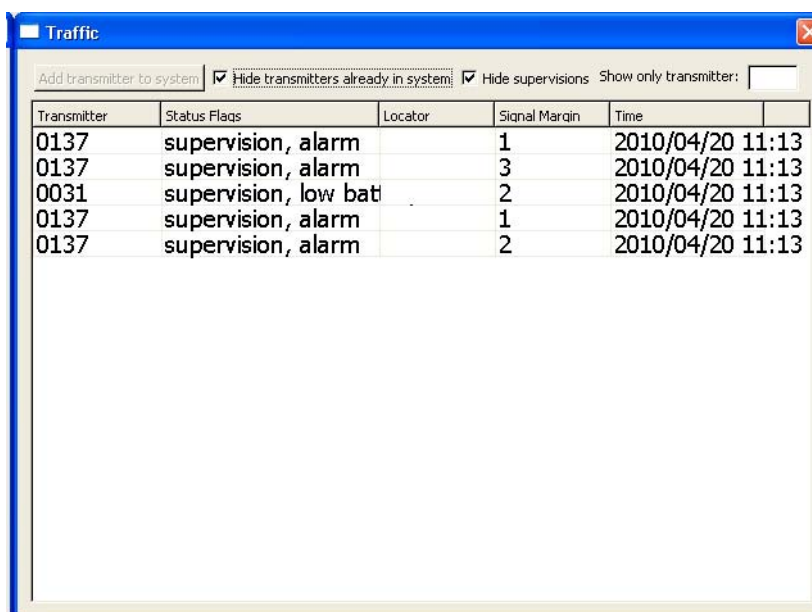 Traffic
Add transmitter to system Hide transmitters already in system Hide supervisions Show only transmitter:
Transmitter Status Flags Locator Signal Margin Time
0137 supervision, alarm 1 2010/04/20 11:13
0137 supervision, alarm 3 2010/04/20 11:13
0031 supervision, low batt 2 2010/04/20 11:13
0137 supervision, alarm 1 2010/04/20 11:13
0137 supervision, alarm 2 2010/04/20 11:13